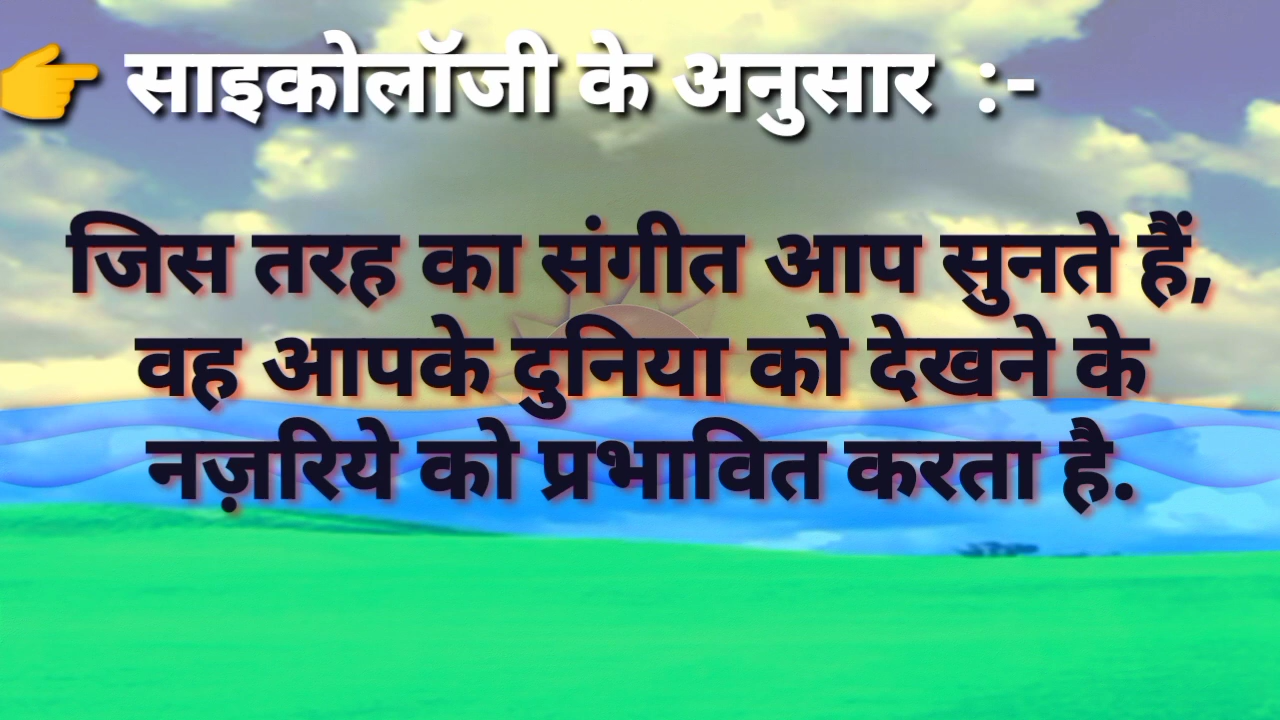 👉 साइकोलॉजी के अनुसार :-
जिस तरह का संगीत आप सुनते हैं,
वह आपके दुनिया को देखने के
नज़रिये को प्रभावित करता है.